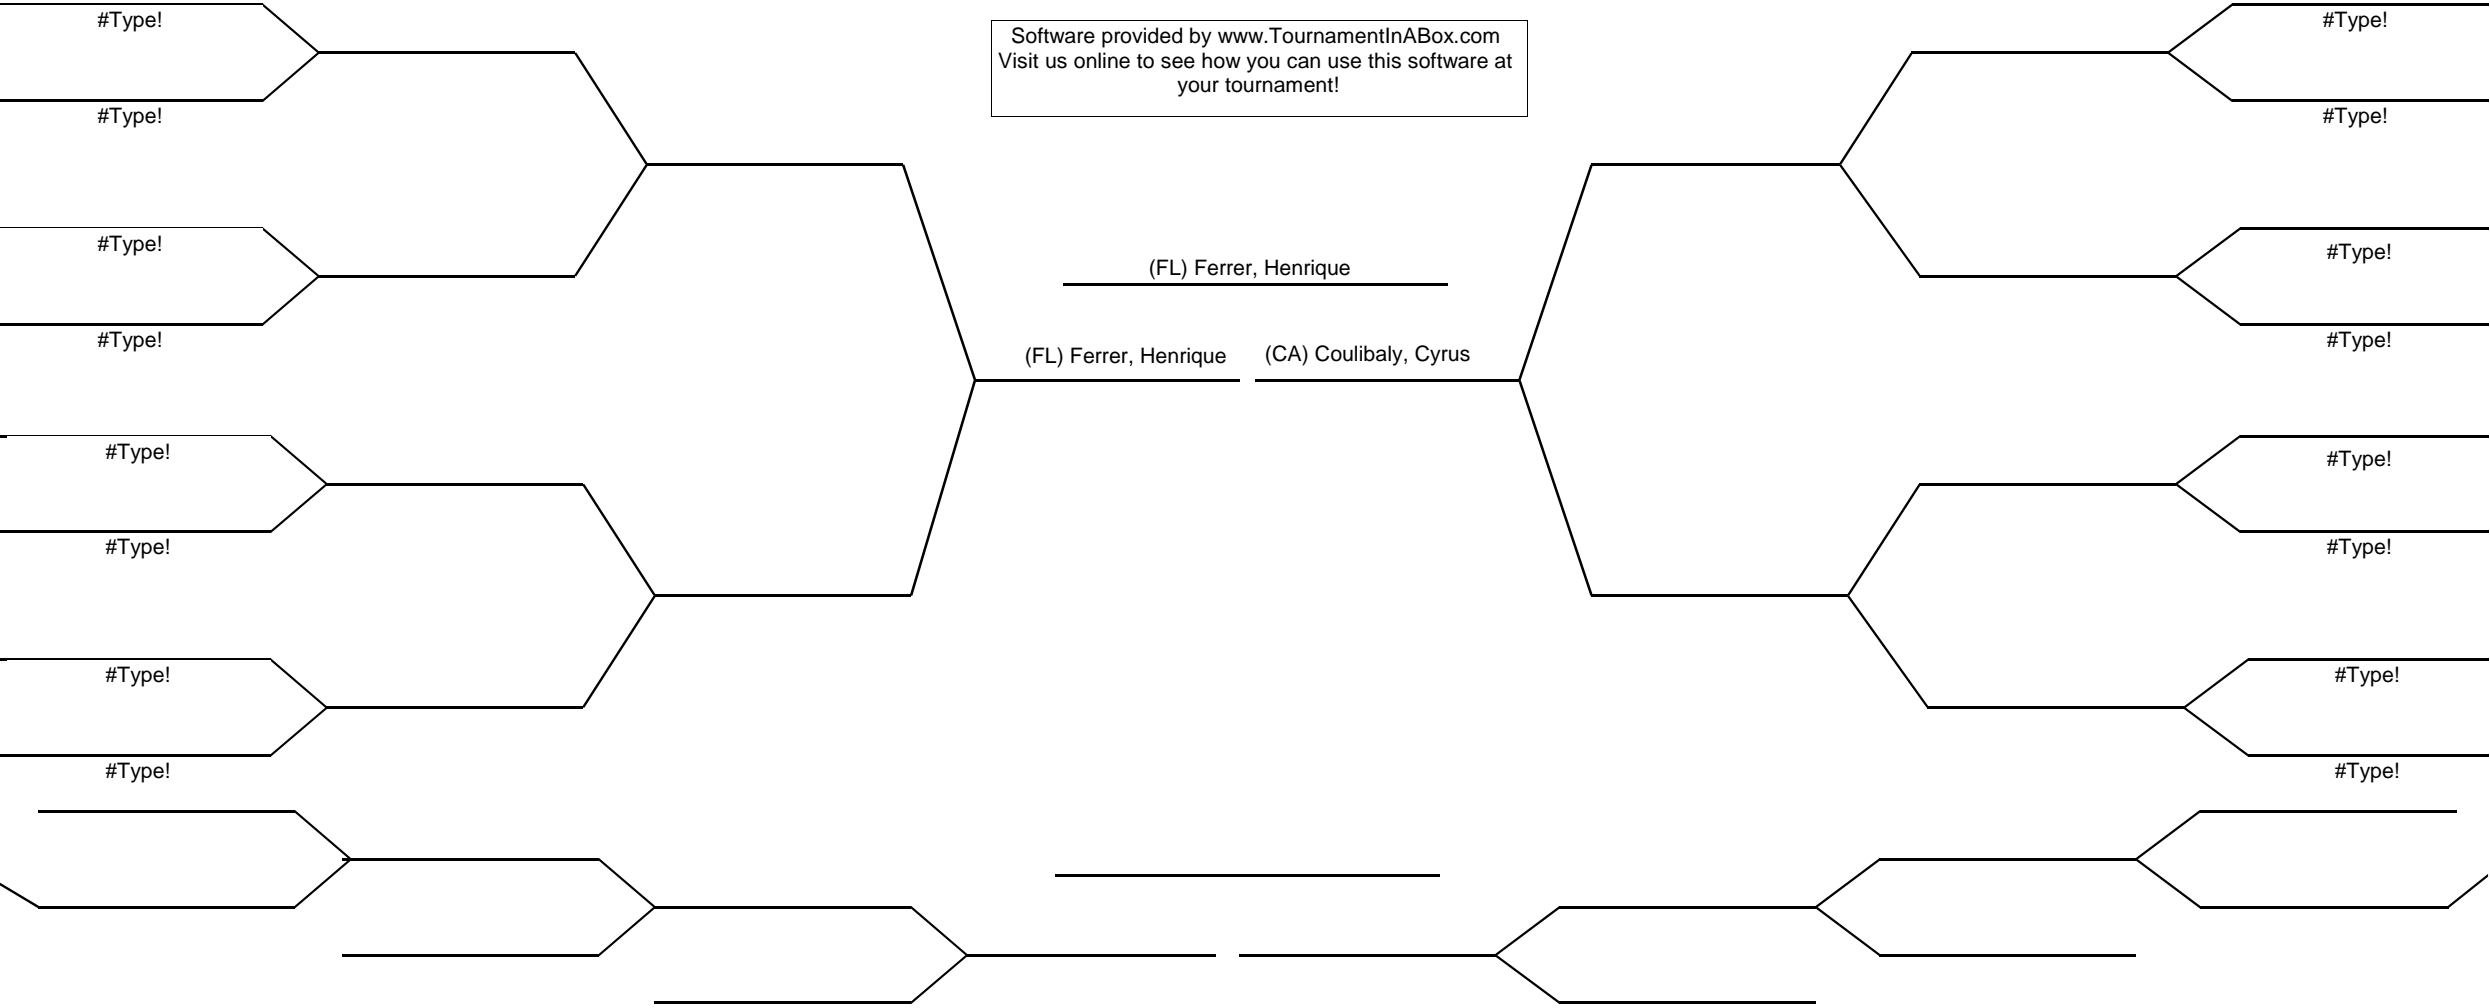 #Type!
#Type!
Software provided by www.TournamentInABox.com
Visit us online to see how you can use this software at
your tournament!
#Type!
#Type!
#Type!
#Type!
(FL) Ferrer, Henrique
#Type!
#Type!
(FL) Ferrer, Henrique
(CA) Coulibaly, Cyrus
#Type!
#Type!
#Type!
#Type!
#Type!
#Type!
#Type!
#Type!